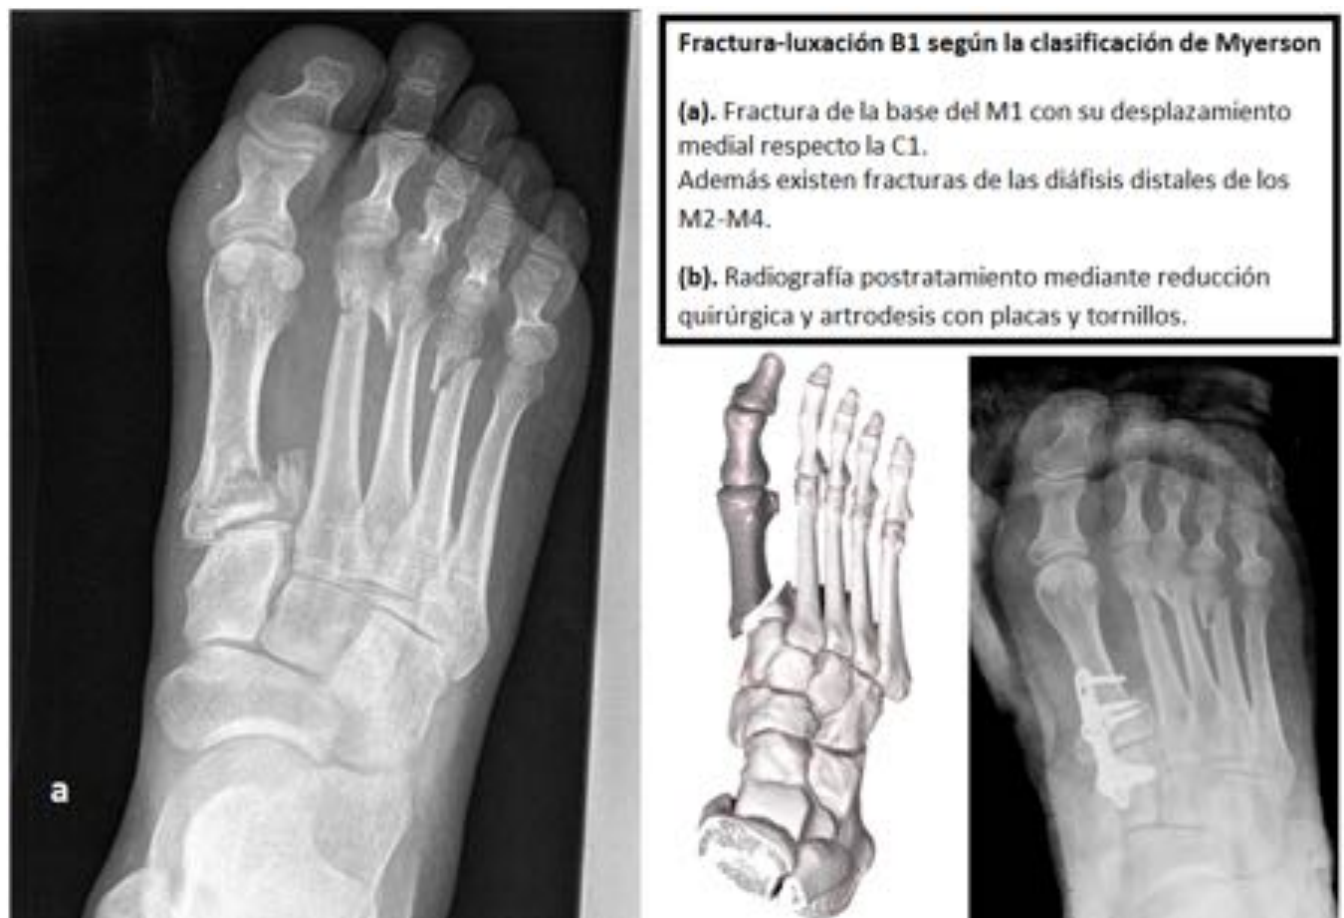 Fractura-luxación B1 según la clasificación de Myerson
(a). Fractura de la base del M1 con su desplazamiento
medial respecto la C1.
Además existen fracturas de las diáfisis distales de los
M2-M4.
(b). Radiografía postratamiento mediante reducción
quirúrgica y artrodesis con placas y tornillos.
a